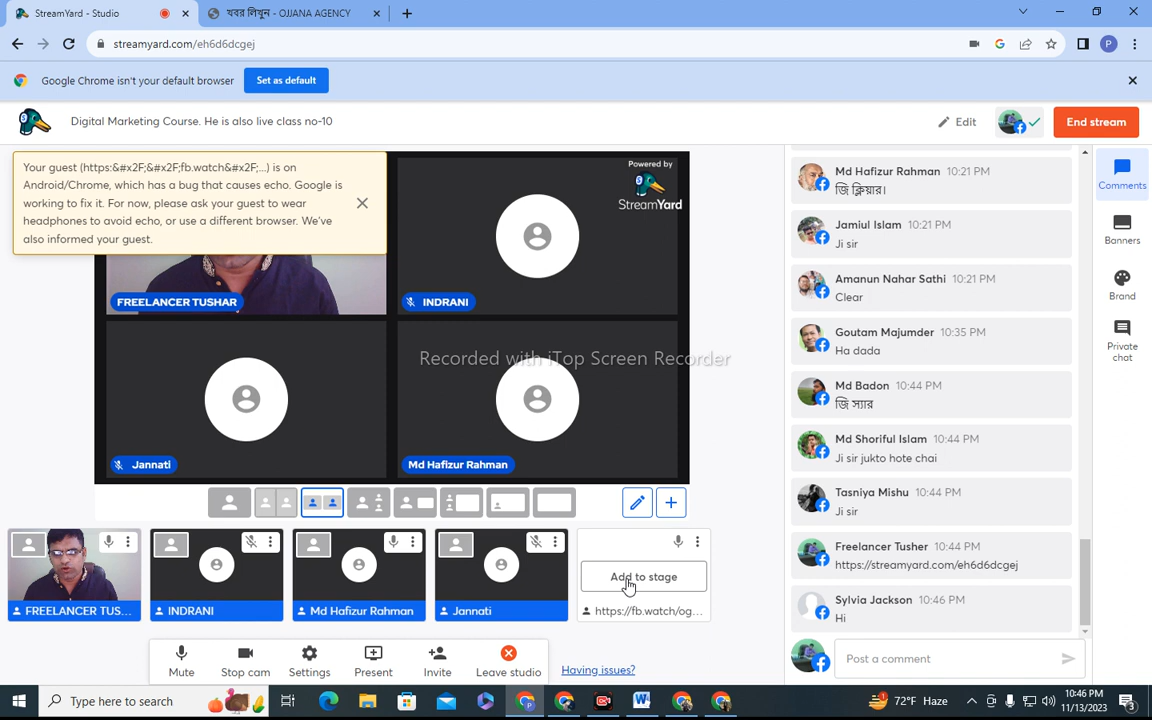 StreamYard - Studio
খবর লিখুন - OJJANA AGENCY
streamyard.com/eh6d6dcgej
P
Google Chrome isn't your default browser
Set as default
Digital Marketing Course. He is also live class no-10
Edit
End stream
Your guest (https:&#x2F;&#x2F;fb.watch&#x2F;...) is on
Android/Chrome, which has a bug that causes echo. Google is
working to fix it. For now, please ask your guest to wear
headphones to avoid echo, or use a different browser. We've
also informed your guest.
Powered by
StreamYard
FREELANCER TUSHAR
INDRANI
Recorded with iTop Screen Recorder
Jannati
Md Hafizur Rahman
FREELANCER TUS...
INDRANI
Md Hafizur Rahman
Jannati
Add to stage
https://fb.watch/og...
Mute
Stop cam
Settings
Present
Invite
Leave studio
Having issues?
Md Hafizur Rahman 10:21 PM
জি ক্লিয়ার।
Jamiul Islam 10:21 PM
Ji sir
Amanun Nahar Sathi 10:21 PM
Clear
Goutam Majumder 10:35 PM
Ha dada
Md Badon 10:44 PM
জি স্যার
Md Shoriful Islam 10:44 PM
Ji sir jukto hote chai
Tasniya Mishu 10:44 PM
Ji sir
Freelancer Tusher 10:44 PM
https://streamyard.com/eh6d6dcgej
Sylvia Jackson 10:46 PM
Hi
Post a comment
Comments
Banners
Brand
Private
chat
Type here to search
72°F Haze
10:46 PM
11/13/2023
3